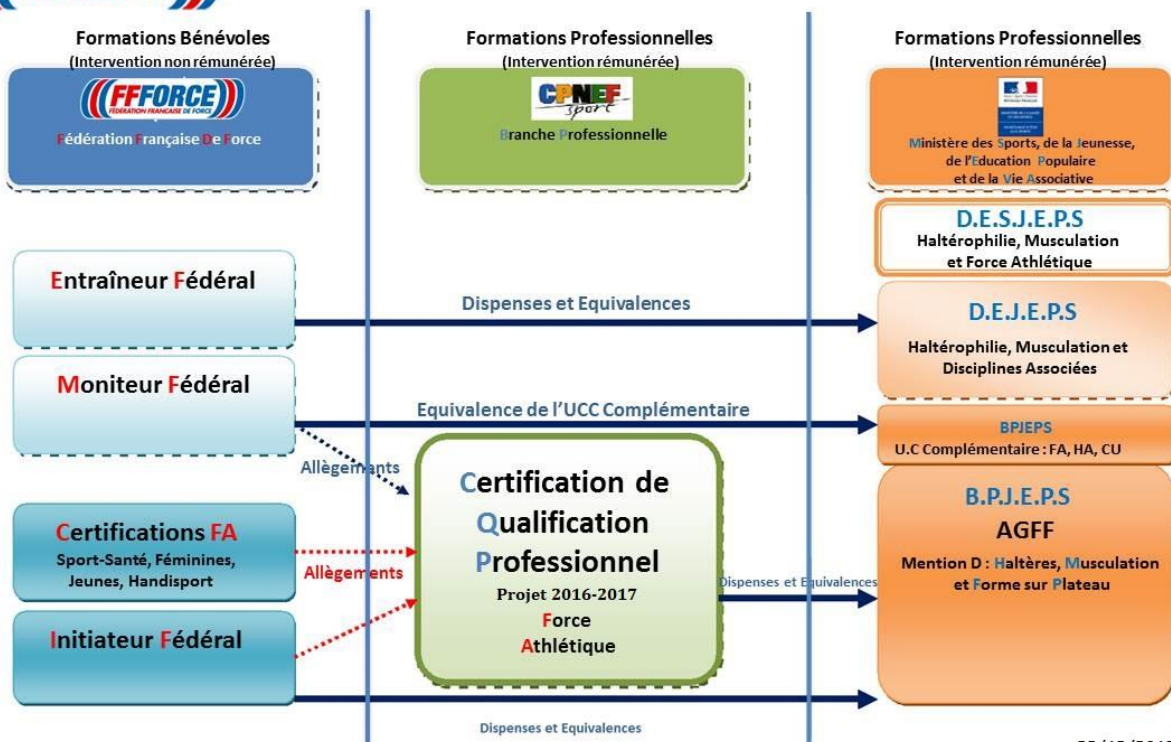 Formations Bénévoles
(Intervention non rémunérée)
((FFFORCE))
FÉDÉRATION FRANÇAISE DE FORCE
Fédération Française De Force
Entraîneur Fédéral
Moniteur Fédéral
Certifications FA
Sport-Santé, Féminines,
Jeunes, Handisport
Initiateur Fédéral
Formations Professionnelles
(Intervention rémunérée)
CPNEF
sport
Branche Professionnelle
Dispenses et Equivalences
Equivalence de l'UCC Complémentaire
Allègements
Allègements
Certification de
Qualification
Professionnel
Projet 2016-2017
Force
Athlétique
Dispenses et Equivalences
Dispenses et Equivalences
Formations Professionnelles
(Intervention rémunérée)
Ministère des Sports, de la Jeunesse,
de l'Education Populaire
et de la Vie Associative
D.E.S.J.E.P.S
Haltérophilie, Musculation
et Force Athlétique
D.E.J.E.P.S
Haltérophilie, Musculation et
Disciplines Associées
BPJEPS
U.C Complémentaire : FA, HA, CU
B.P.J.E.P.S
AGFF
Mention D : Haltères, Musculation
et Forme sur Plateau